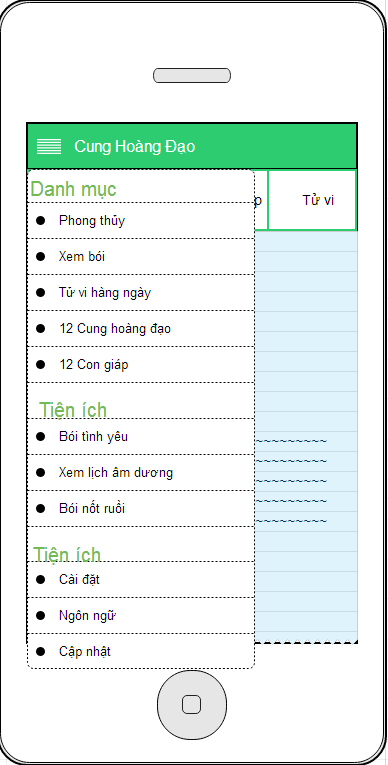 Cung Hoàng Đạo
Danh mục
p
Tử vi
Phong thủy
Xem bói
Tử vi hàng ngày
12 Cung hoàng đạo
12 Con giáp
Tiện ích
Bói tình yêu
~~~~~~~~~
Xem lịch âm dương
~~~~~~~~~
~~~~~~~~~
Bói nốt ruồi
~~~~~~~~~
~~~~~~~~~
Tiện ích
Cài đặt
Ngôn ngữ
Cập nhật